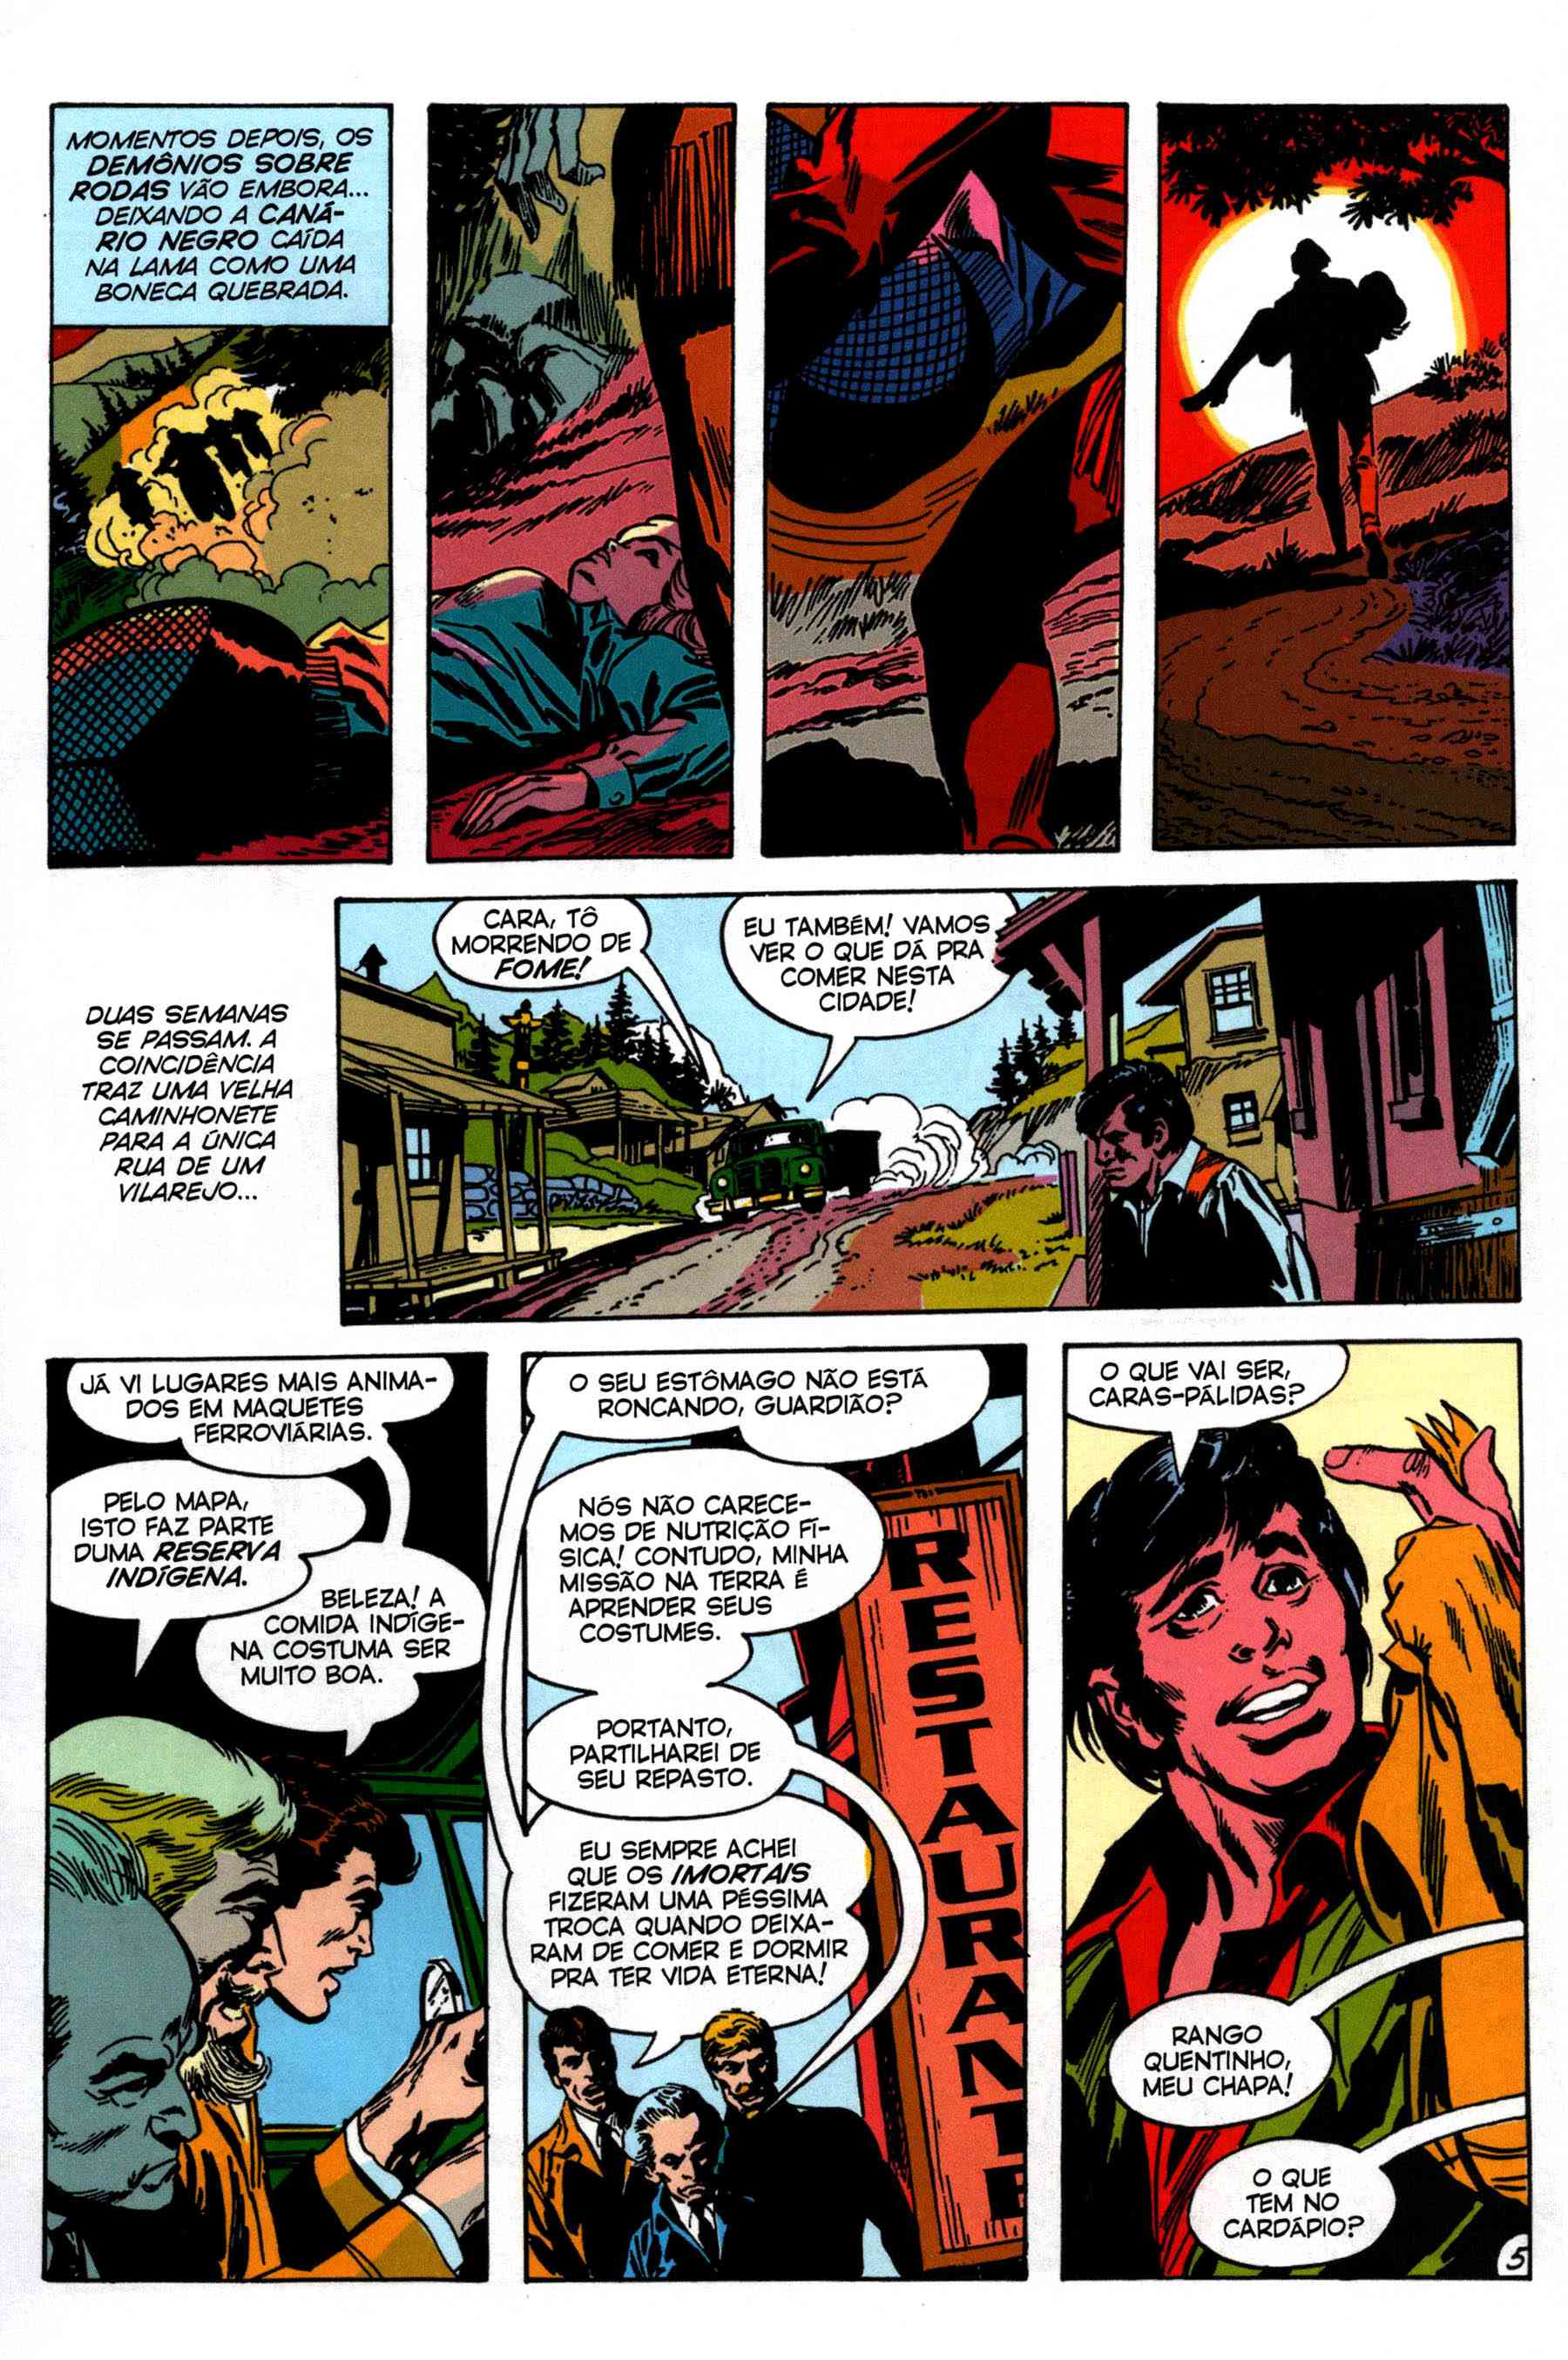 MOMENTOS DEPOIS, OS
DEMÔNIOS SOBRE
RODAS VÃO EMBORA...
DEIXANDO A CANÁ-
RIO NEGRO CAÍDA
NA LAMA COMO UMA
BONECA QUEBRADA.
DUAS SEMANAS
SE PASSAM. A
COINCIDÊNCIA
TRAZ UMA VELHA
CAMINHONETE
PARA A ÚNICA
RUA DE UM
VILAREJO...
CARA, TÔ
MORRENDO DE
FOME!
EU TAMBÉM! VAMOS
VER O QUE DÁ PRA
COMER NESTA
CIDADE!
JÁ VI LUGARES MAIS ANIMA-
DOS EM MAQUETES
FERROVIÁRIAS.
PELO MAPA,
ISTO FAZ PARTE
DUMA RESERVA
INDÍGENA.
BELEZA! A
COMIDA INDÍGE-
NA COSTUMA SER
MUITO BOA.
O SEU ESTÔMAGO NÃO ESTÁ
RONCANDO, GUARDIÃO?
NÓS NÃO CARECE-
MOS DE NUTRIÇÃO FÍ-
SICA! CONTUDO, MINHA
MISSÃO NA TERRA É
APRENDER SEUS
COSTUMES.
PORTANTO,
PARTILHAREI DE
SEU REPASTO.
EU SEMPRE ACHEI
QUE OS IMORTAIS
FIZERAM UMA PÉSSIMA
TROCA QUANDO DEIXA-
RAM DE COMER E DORMIR
PRA TER VIDA ETERNA!
RESTAURANTE
O QUE VAI SER,
CARAS-PÁLIDAS?
RANGO
QUENTINHO,
MEU CHAPA!
O QUE
TEM NO
CARDÁPIO?
5